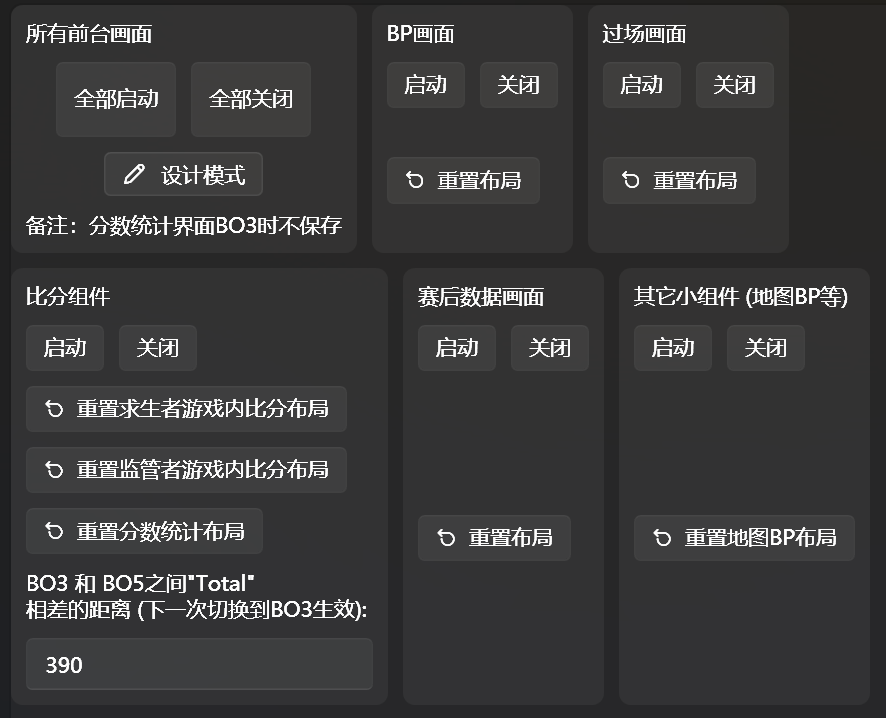 所有前台画面
全部启动
全部关闭
设计模式
备注：分数统计界面BO3时不保存
BP画面
启动
关闭
重置布局
过场画面
启动
关闭
重置布局
比分组件
启动
关闭
重置求生者游戏内比分布局
重置监管者游戏内比分布局
重置分数统计布局
BO3 和 BO5之间"Total"
相差的距离 (下一次切换到BO3生效):
390
赛后数据画面
启动
关闭
重置布局
其它小组件 (地图BP等)
启动
关闭
重置地图BP布局